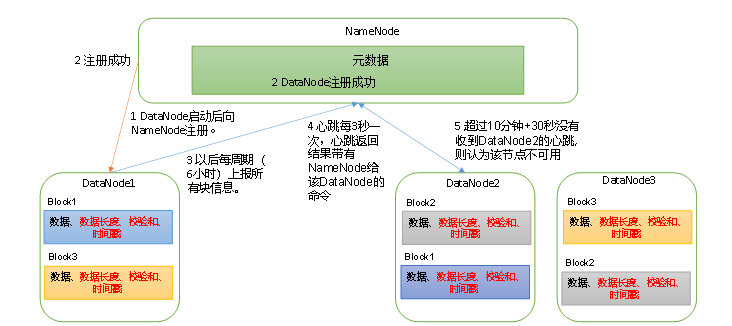 NameNode
元数据
2 DataNode注册成功
2 注册成功
1 DataNode启动后向
NameNode注册。
3 以后每周期（
6小时）上报所
有块信息。
4 心跳每3秒一
次，心跳返回
结果带有
NameNode给
该DataNode的
命令
5 超过10分钟+30秒没有
收到DataNode2的心跳,
则认为该节点不可用
DataNode1
Block1
数据、数据长度、校验和、
时间戳
Block3
数据、数据长度、校验和、
时间戳
DataNode2
Block2
数据、数据长度、校验和、
时间戳
Block1
数据、数据长度、校验和、
时间戳
DataNode3
Block3
数据、数据长度、校验和、
时间戳
Block2
数据、数据长度、校验和、
时间戳